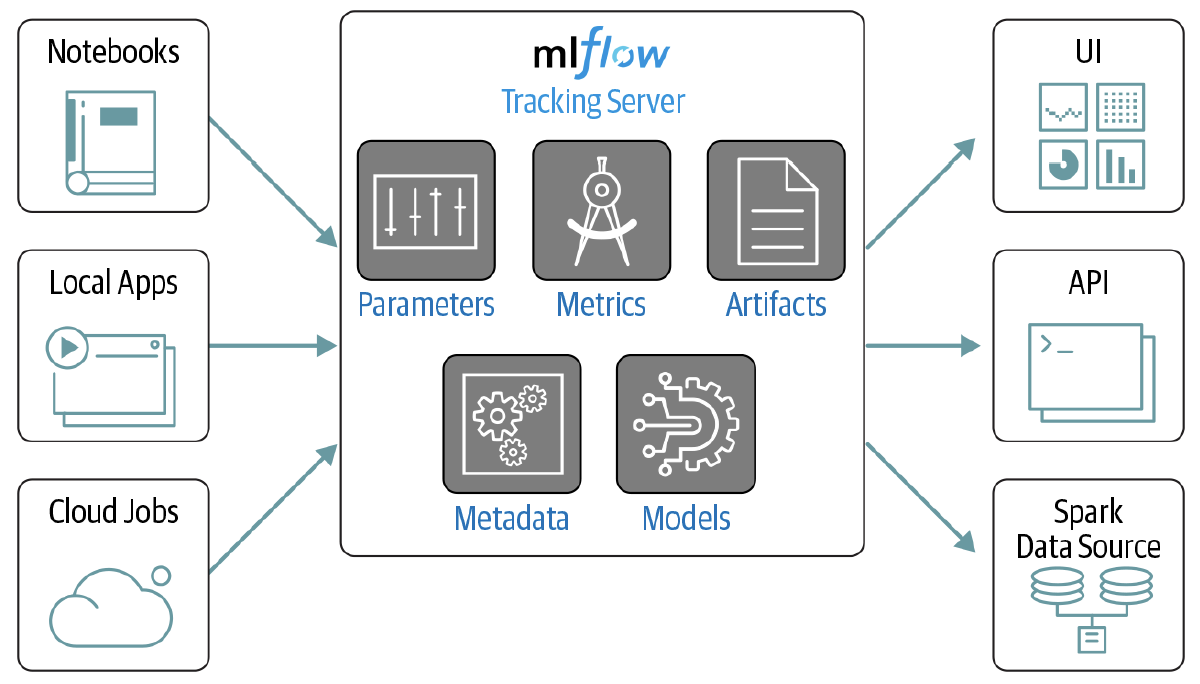 Notebooks
Local Apps
Cloud Jobs
mlflow
Tracking Server
Parameters
Metrics
Artifacts
Metadata
Models
UI
API
>_
Spark
Data Source